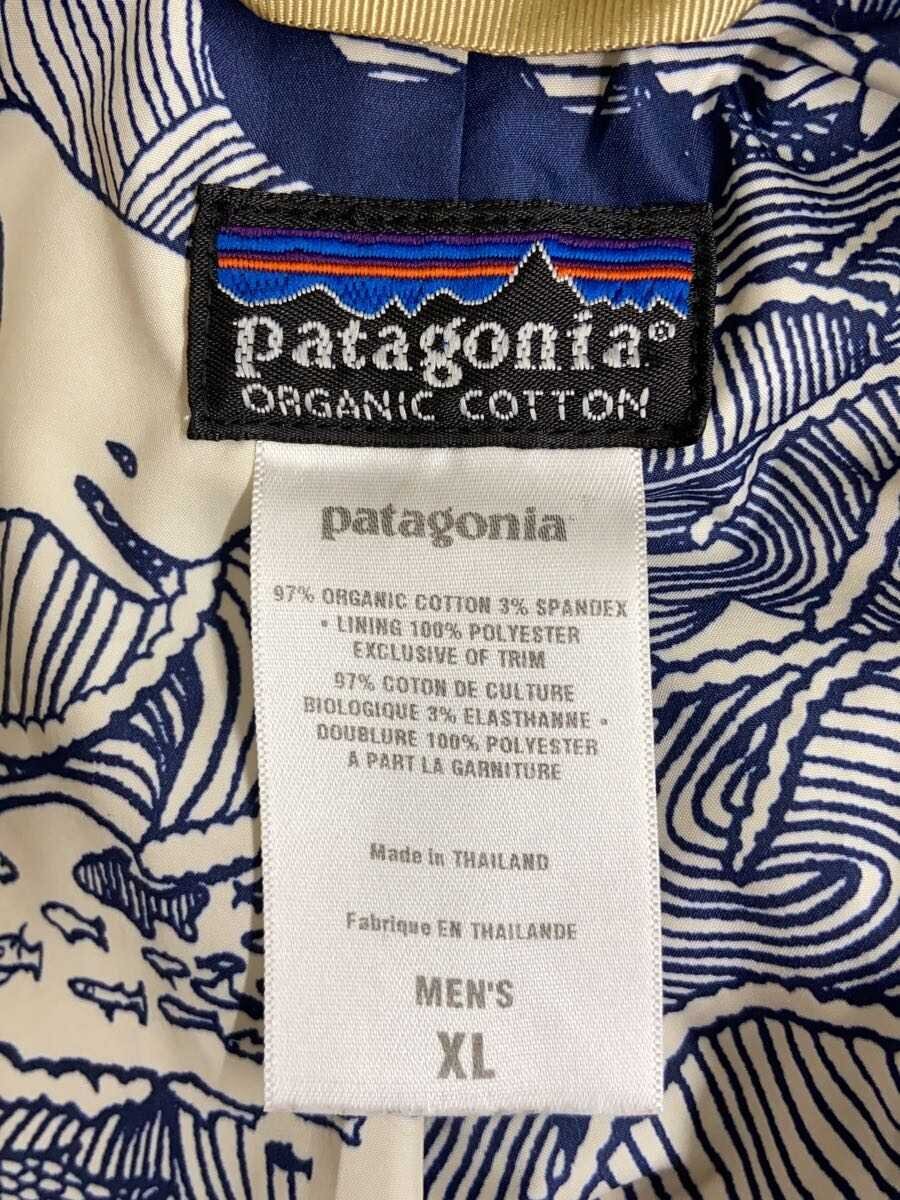 patagonia®
ORGANIC COTTON
patagonia
97% ORGANIC COTTON 3% SPANDEX
• LINING 100% POLYESTER
EXCLUSIVE OF TRIM
97% COTON DE CULTURE
BIOLOGIQUE 3% ELASTHANNE •
DOUBLURE 100% POLYESTER
À PART LA GARNITURE
Made in THAILAND
Fabrique EN THAILANDE
MEN'S
XL